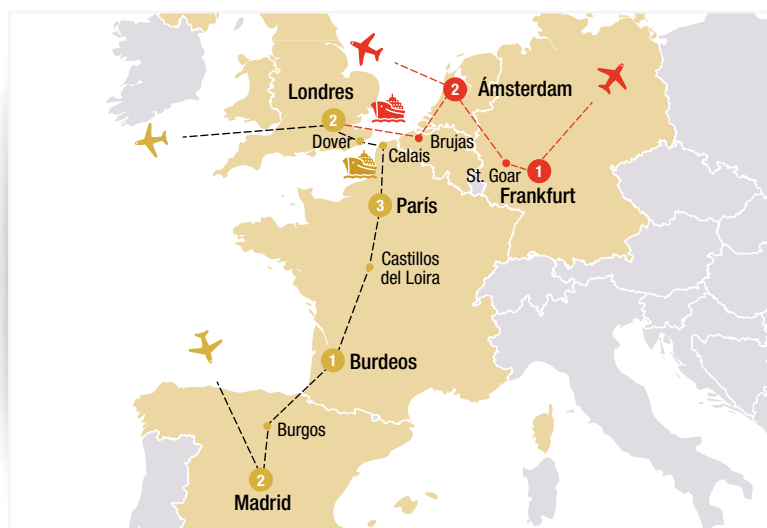 Londres
2
Dover
Calais
Brujas
2
Ámsterdam
St. Goar
1
Frankfurt
3
París
Castillos
del Loira
1
Burdeos
Burgos
2
Madrid